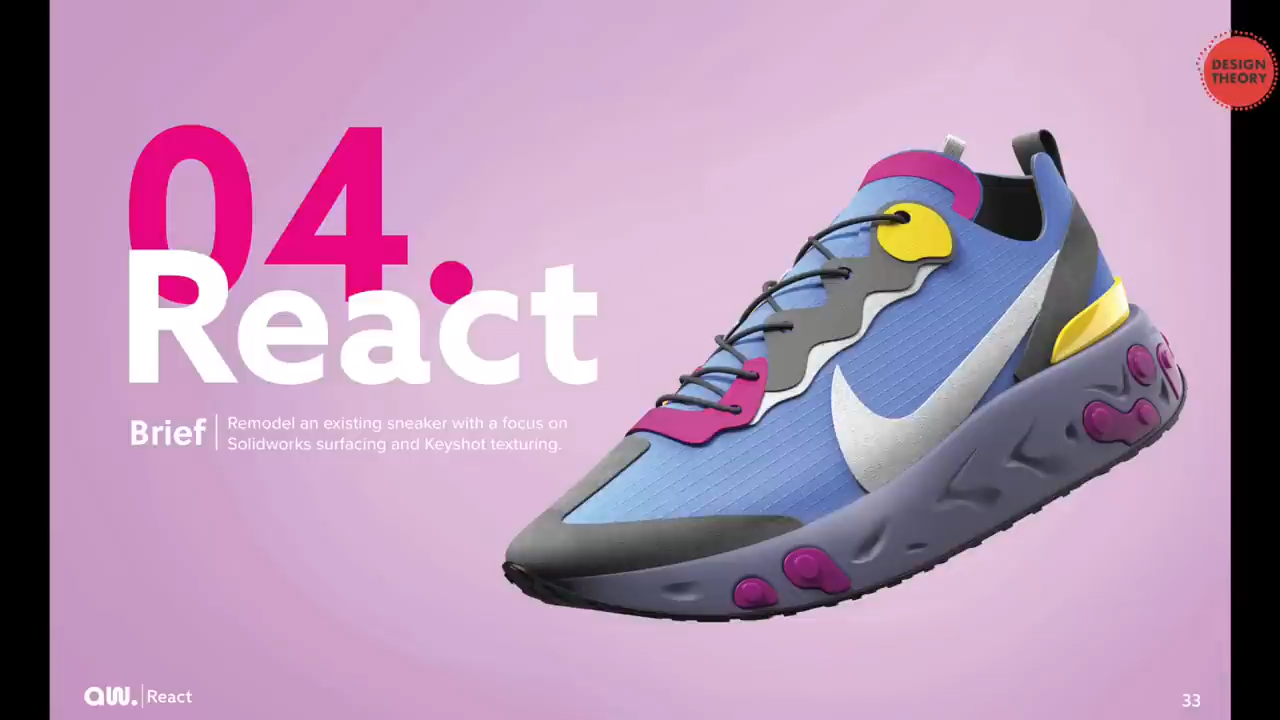 DESIGN
THEORY
04.
React
Brief
Remodel an existing sneaker with a focus on
Solidworks surfacing and Keyshot texturing.
aw.
React
33